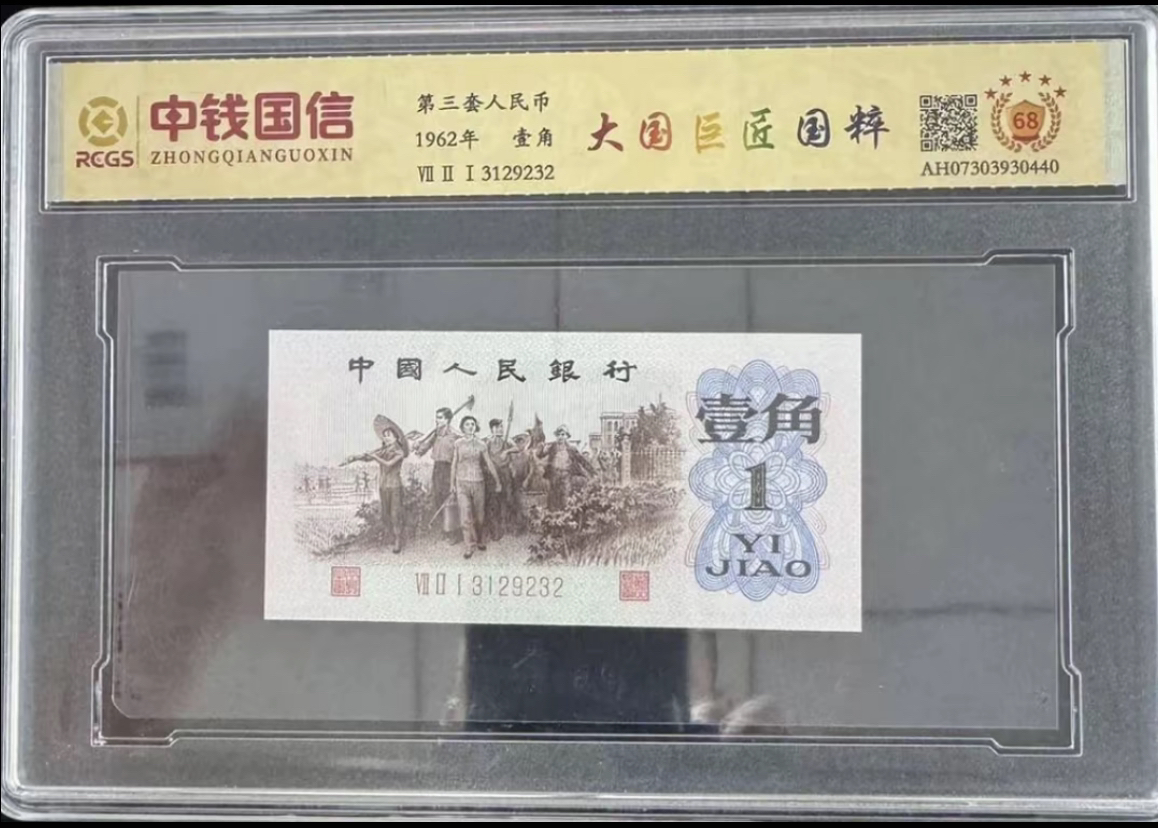 RCGS
中钱国信
ZHONGQIANGUOXIN
第三套人民币
1962年 壹角
Ⅶ Ⅱ Ⅰ 3129232
大国巨匠国粹
68
AH07303930440
中國人民銀行
壹角
1
YI
JIAO
Ⅶ Ⅱ Ⅰ 3129232